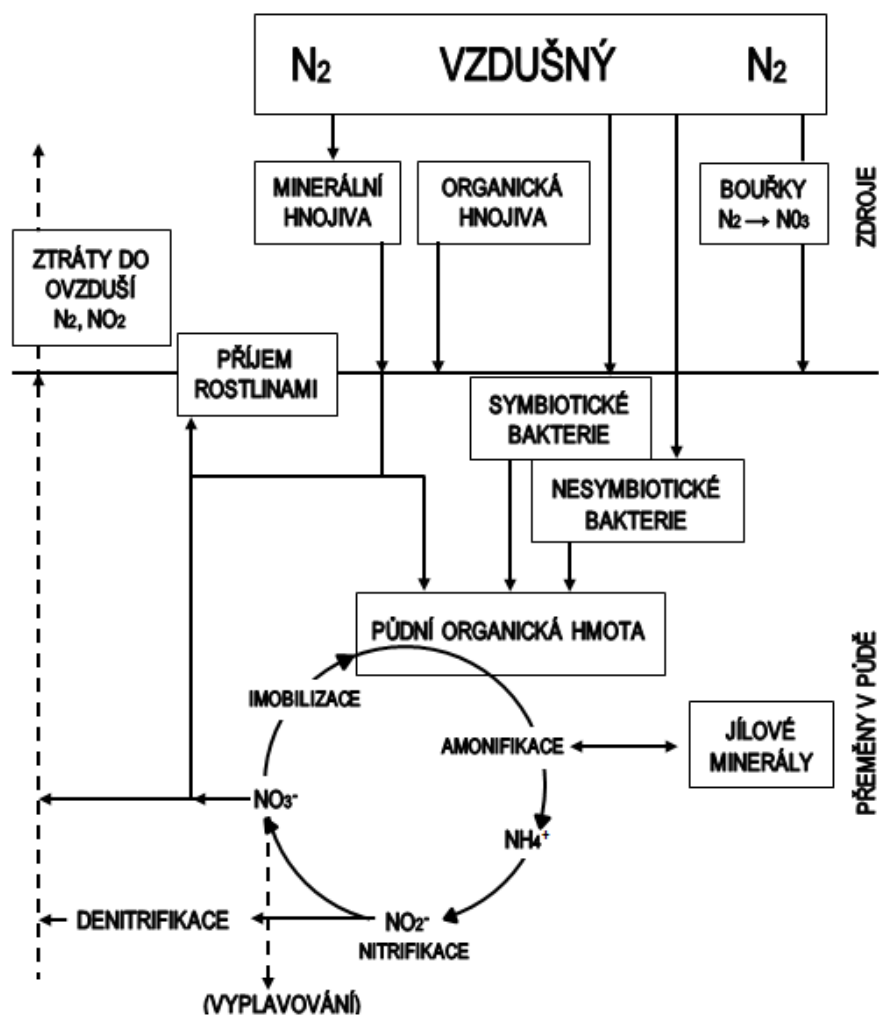 N₂ VZDUŠNÝ N₂
MINERÁLNÍ
HNOJIVA
ORGANICKÁ
HNOJIVA
BOUŘKY
N₂ → N0₃
ZDROJE
ZTRÁTY DO
OVZDUŠÍ
N₂, NO₂
PŘÍJEM
ROSTLINAMI
SYMBIOTICKÉ
BAKTERIE
NESYMBIOTICKÉ
BAKTERIE
PŮDNÍ ORGANICKÁ HMOTA
IMOBILIZACE
AMONIFIKACE
JÍLOVÉ
MINERÁLY
PŘEMĚNY V PŮDĚ
NO₃⁻
NH₄⁺
DENITRIFIKACE
NO₂⁻
NITRIFIKACE
(VYPLAVOVÁNÍ)